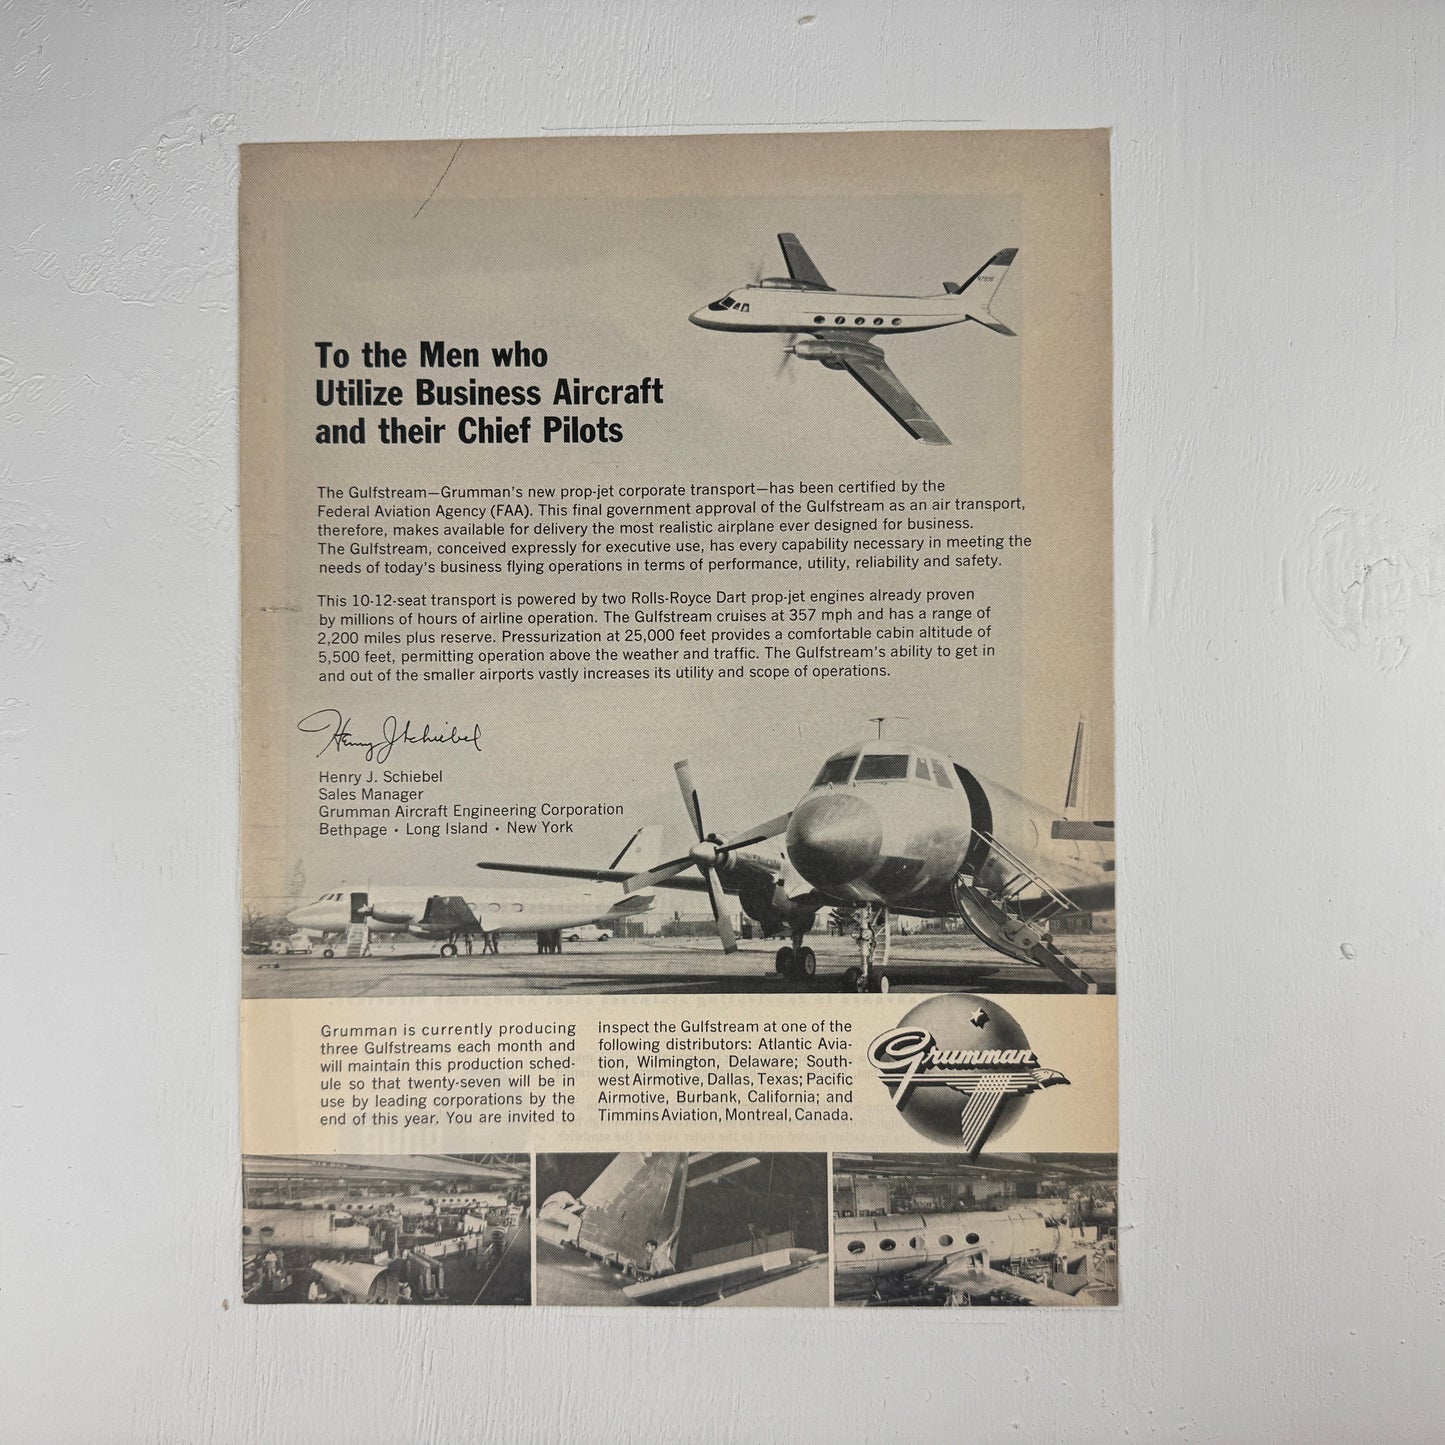 To the Men who
Utilize Business Aircraft
and their Chief Pilots
The Gulfstream—Grumman's new prop-jet corporate transport—has been certified by the
Federal Aviation Agency (FAA). This final government approval of the Gulfstream as an air transport,
therefore, makes available for delivery the most realistic airplane ever designed for business.
The Gulfstream, conceived expressly for executive use, has every capability necessary in meeting the
needs of today's business flying operations in terms of performance, utility, reliability and safety.
This 10-12-seat transport is powered by two Rolls-Royce Dart prop-jet engines already proven
by millions of hours of airline operation. The Gulfstream cruises at 357 mph and has a range of
2,200 miles plus reserve. Pressurization at 25,000 feet provides a comfortable cabin altitude of
5,500 feet, permitting operation above the weather and traffic. The Gulfstream's ability to get in
and out of the smaller airports vastly increases its utility and scope of operations.
Henry J Schiebel
Henry J. Schiebel
Sales Manager
Grumman Aircraft Engineering Corporation
Bethpage • Long Island • New York
Grumman is currently producing
three Gulfstreams each month and
will maintain this production sched-
ule so that twenty-seven will be in
use by leading corporations by the
end of this year. You are invited to
inspect the Gulfstream at one of the
following distributors: Atlantic Avia-
tion, Wilmington, Delaware; South-
west Airmotive, Dallas, Texas; Pacific
Airmotive, Burbank, California; and
Timmins Aviation, Montreal, Canada.
Grumman